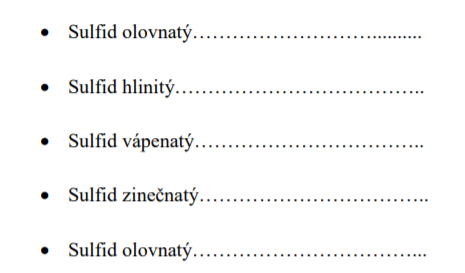 • Sulfid olovnatý………………………..........
• Sulfid hlinitý………………………………..
• Sulfid vápenatý……………………………..
• Sulfid zinečnatý……………………………..
• Sulfid olovnatý……………………………...